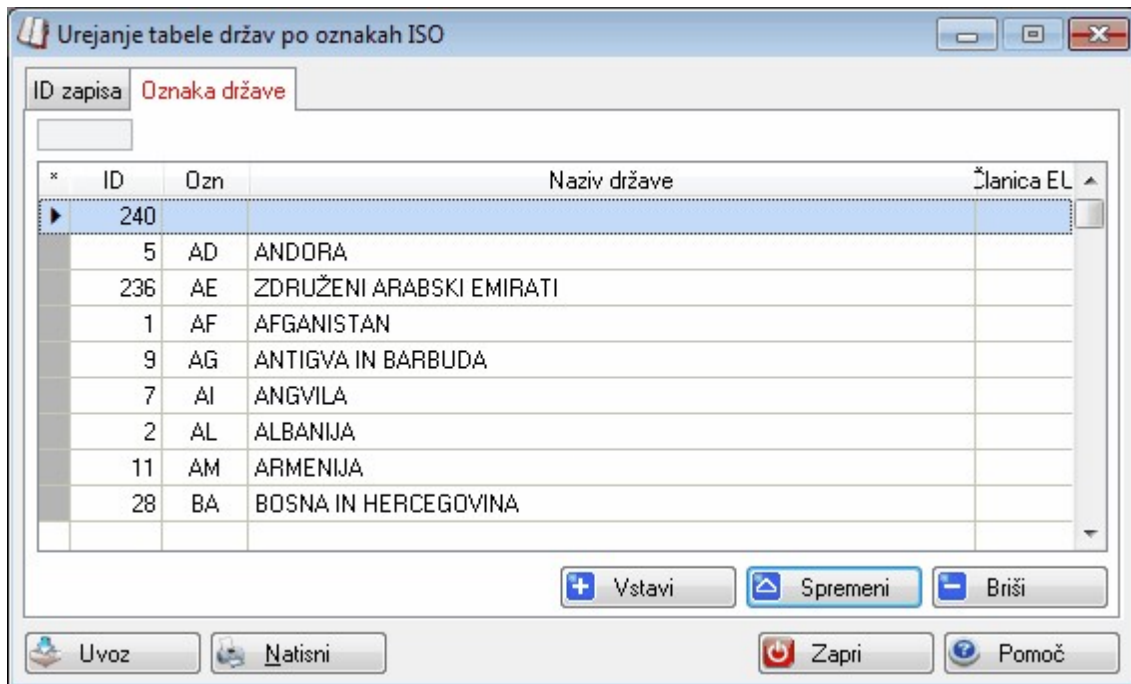 Urejanje tabele držav po oznakah ISO
ID zapisa Oznaka države
* ID Ozn Naziv države Članica EU
240
5 AD ANDORA
236 AE ZDRUŽENI ARABSKI EMIRATI
1 AF AFGANISTAN
9 AG ANTIGVA IN BARBUDA
7 AI ANGVILA
2 AL ALBANIJA
11 AM ARMENIJA
28 BA BOSNA IN HERCEGOVINA
Vstavi Spremeni Briši
Uvoz Natisni Zapri Pomoč